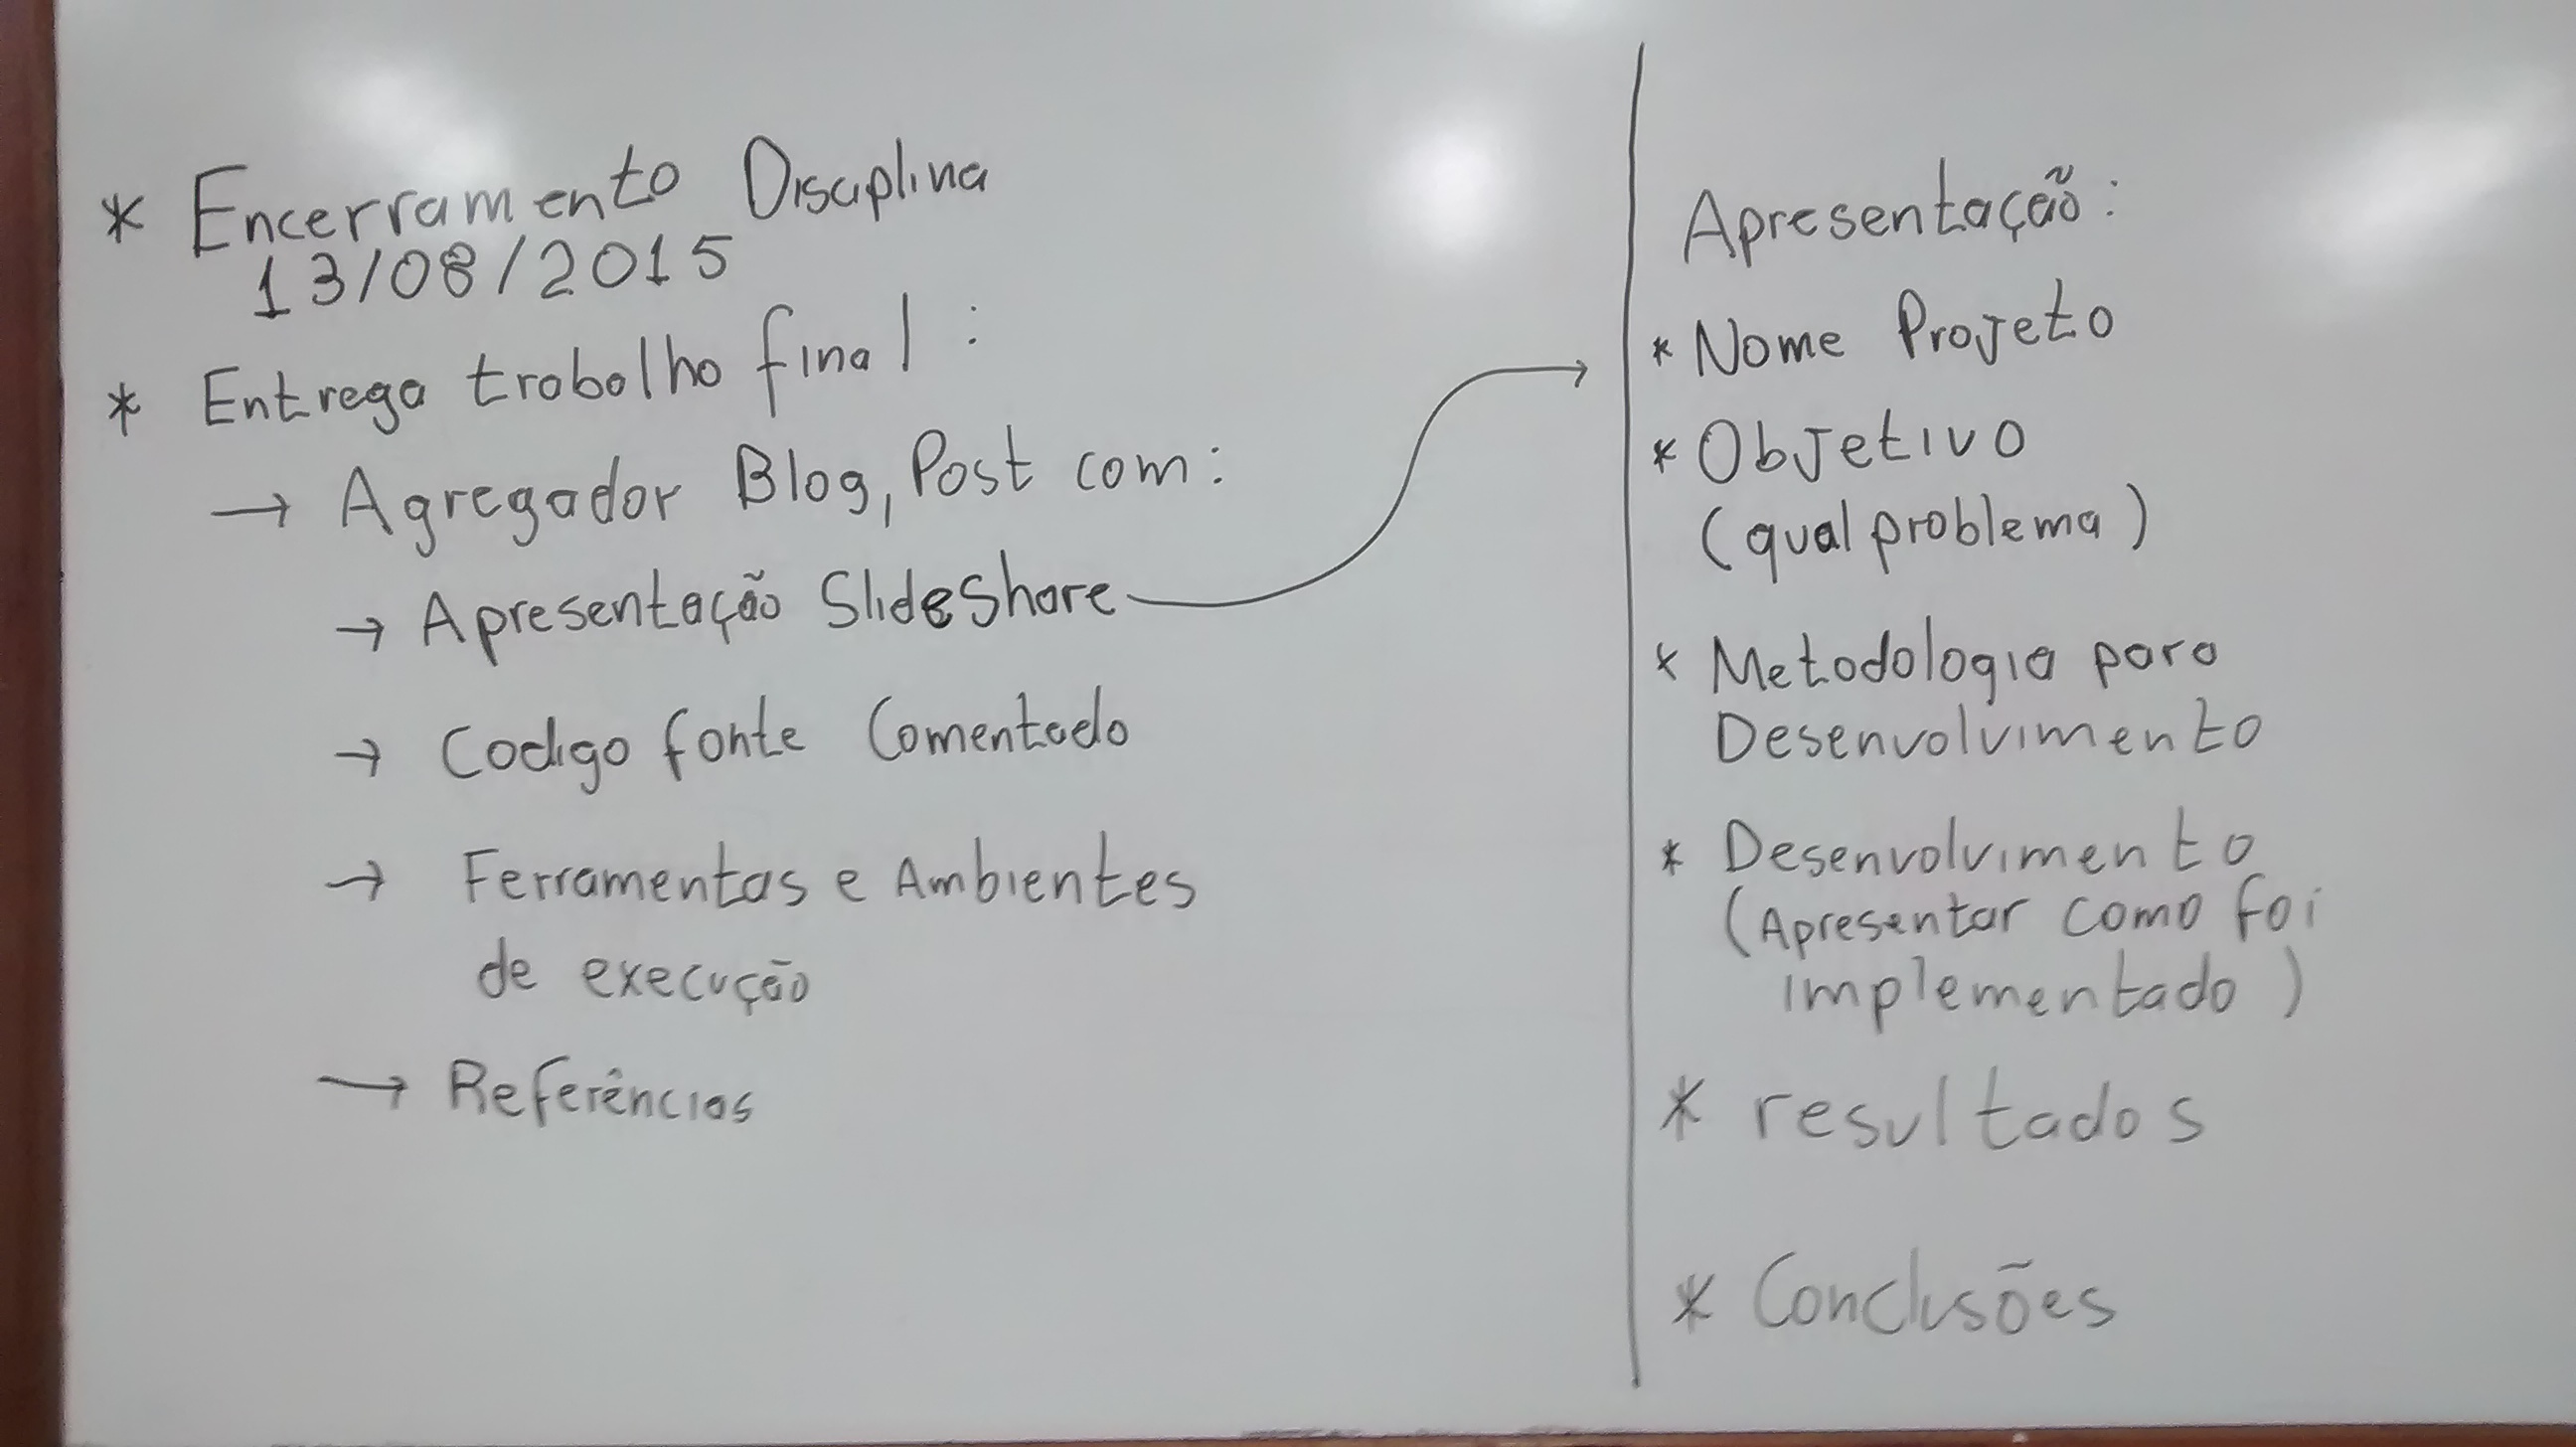 * Encerramento Disciplina
13/08/2015
* Entrega trabalho final :
→ Agregador Blog, Post com:
→ Apresentação SlideShare
→ Codigo fonte Comentado
→ Ferramentas e Ambientes
de execução
→ Referências
Apresentação:
* Nome Projeto
* Objetivo
(qual problema)
* Metodologia para
Desenvolvimento
* Desenvolvimento
(Apresentar como foi
implementado)
* resultados
* Conclusões